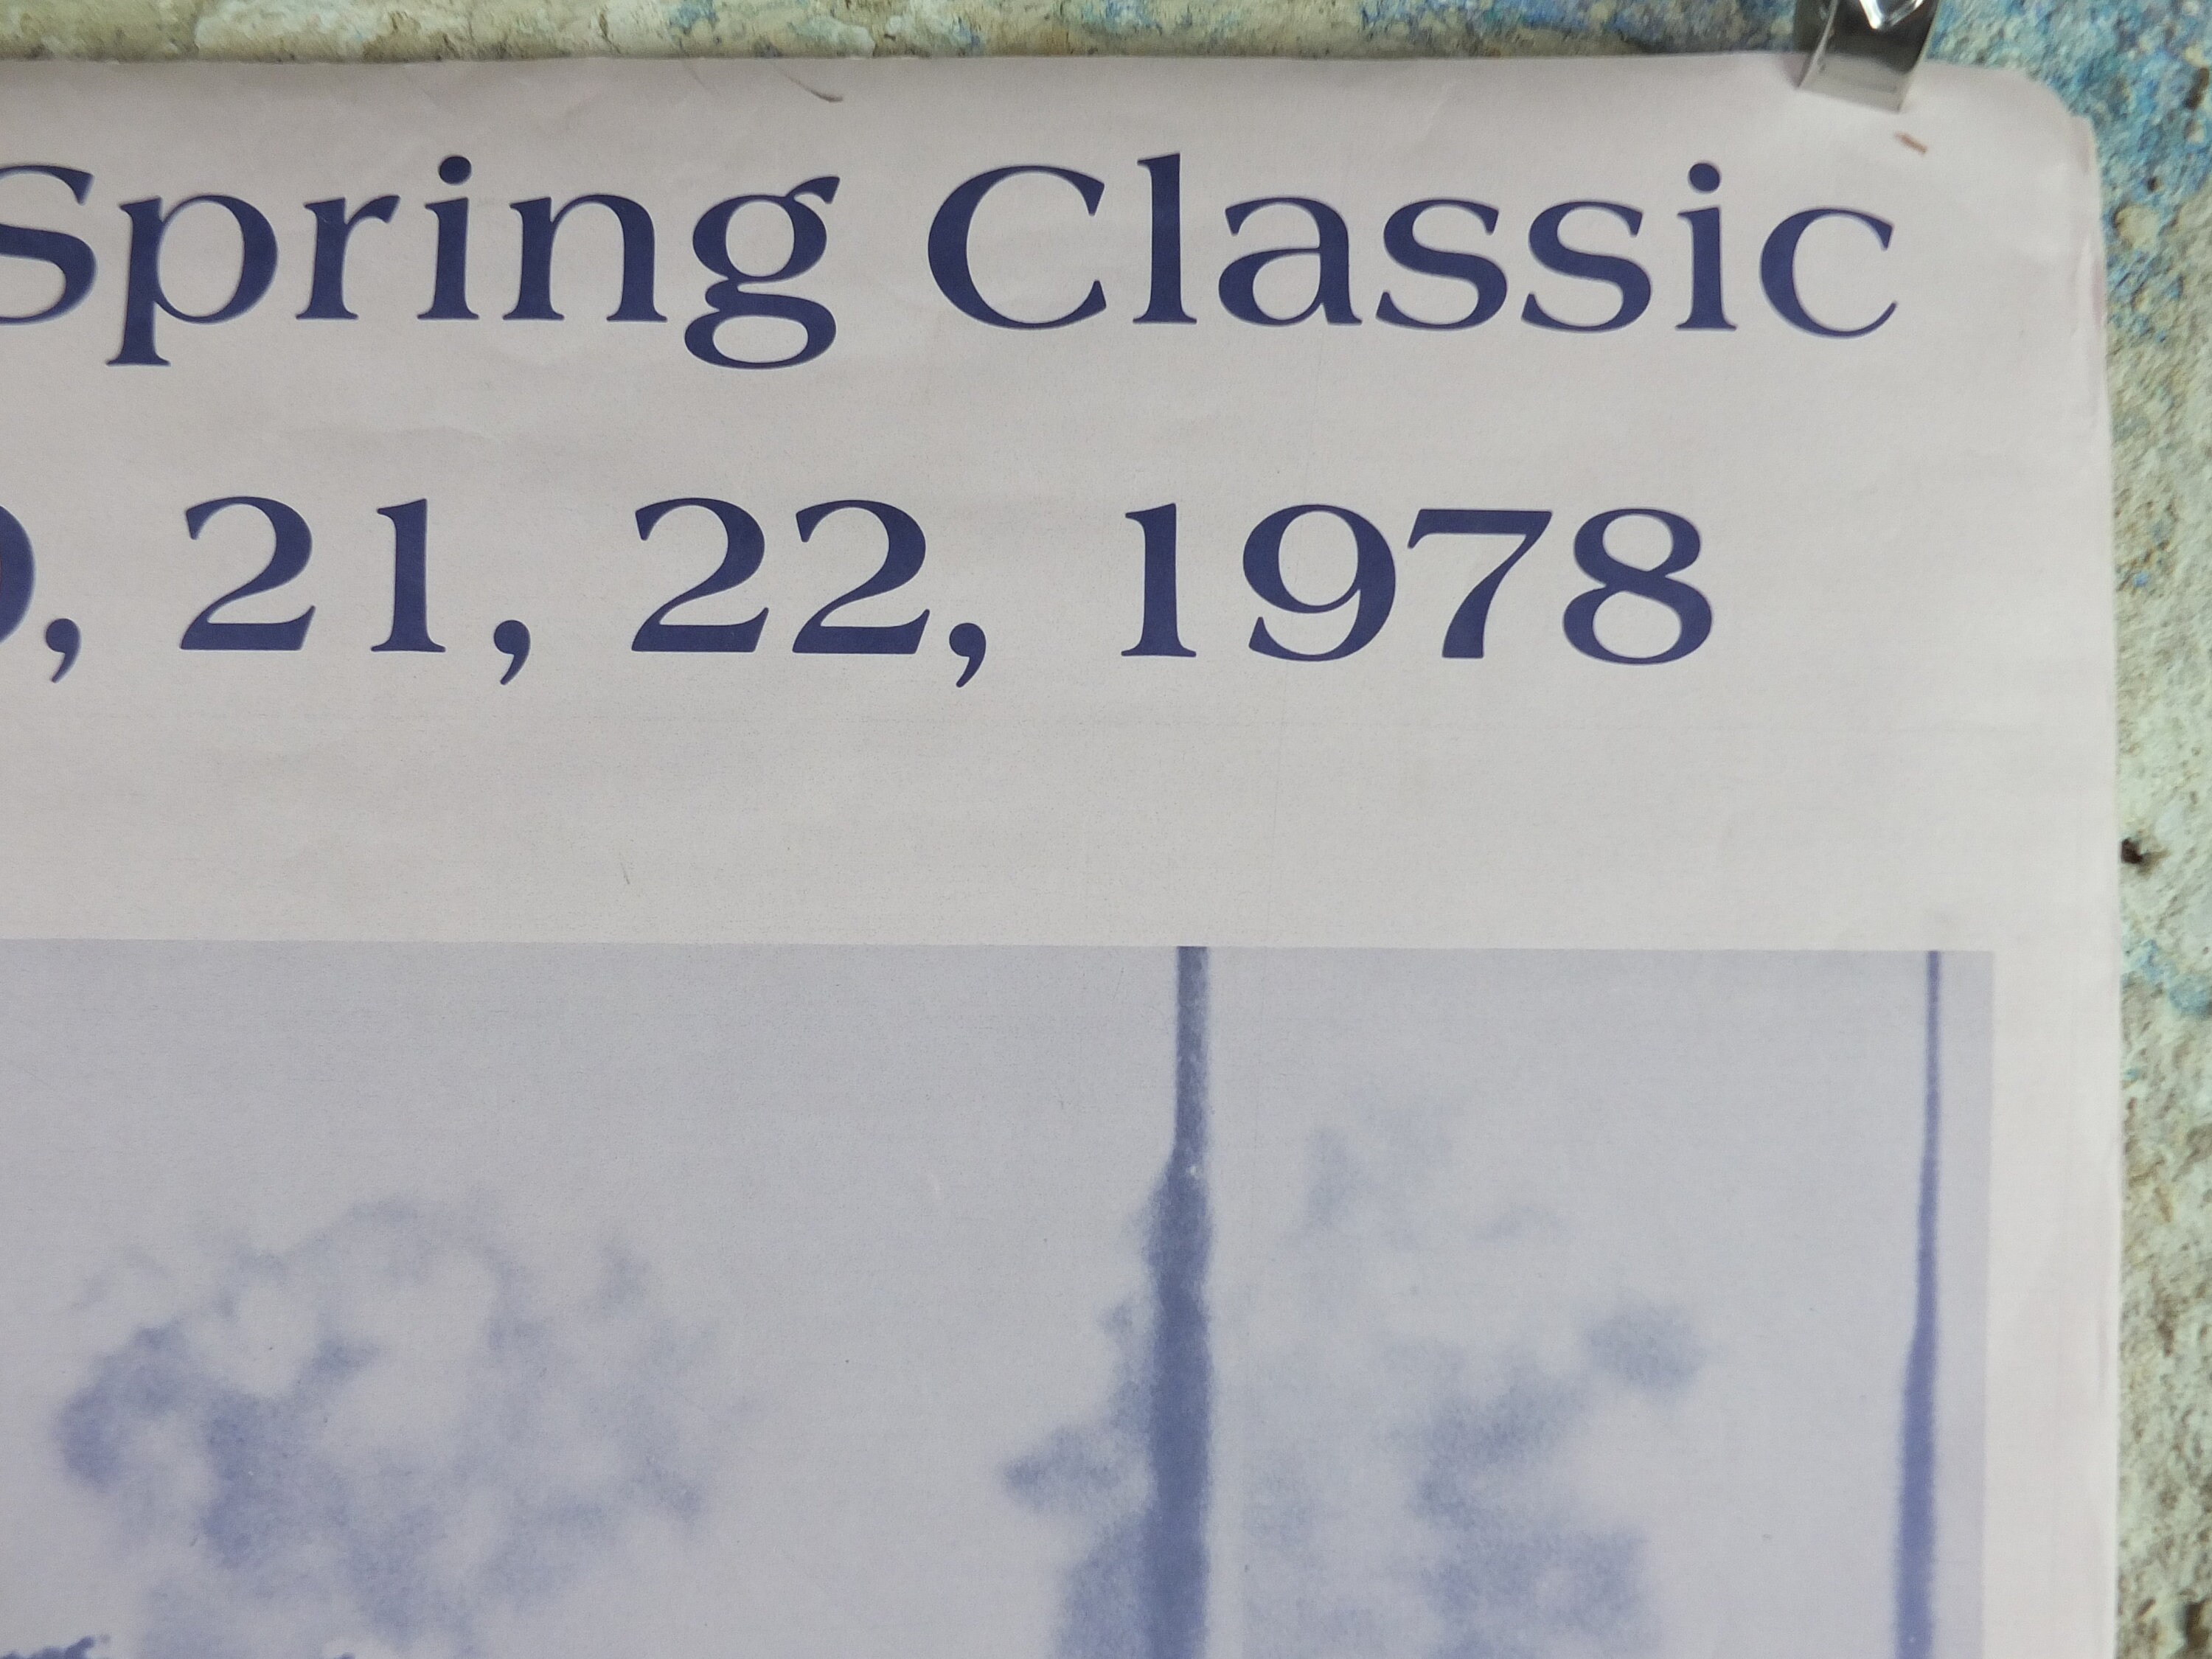 Spring Classic
, 21, 22, 1978